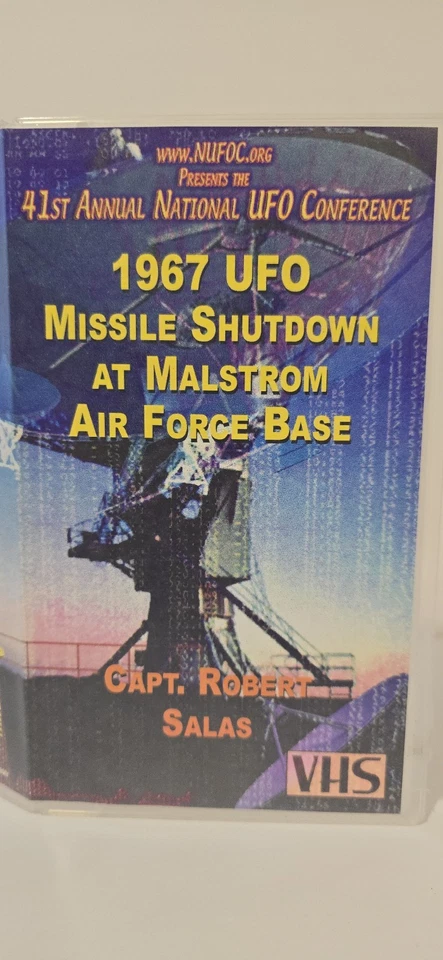 www.NUFOC.org
Presents the
41st Annual National UFO Conference
1967 UFO
Missile Shutdown
at Malstrom
Air Force Base
Capt. Robert
Salas
VHS